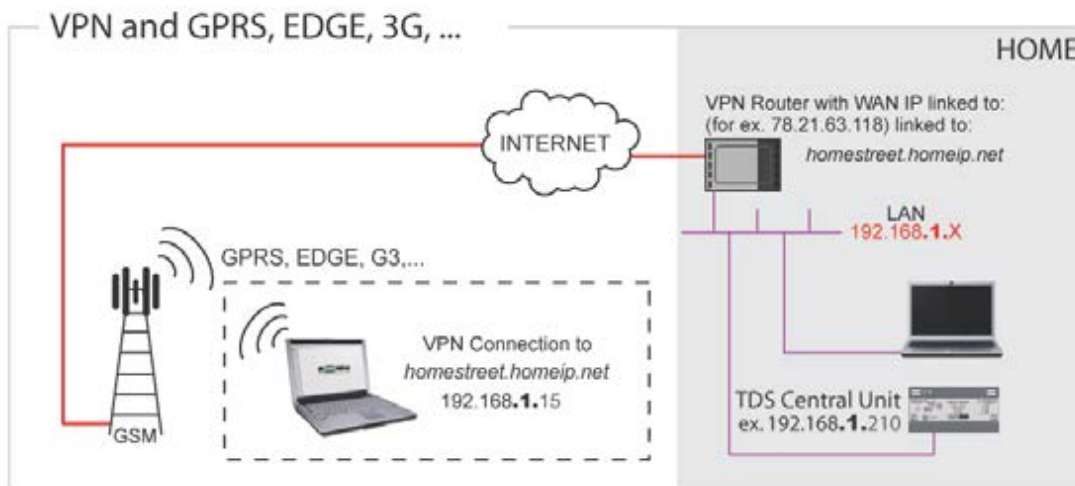 VPN and GPRS, EDGE, 3G, ...
HOME
VPN Router with WAN IP linked to:
(for ex. 78.21.63.118) linked to:
homestreet.homeip.net
INTERNET
LAN
192.168.1.X
GPRS, EDGE, G3,...
VPN Connection to
homestreet.homeip.net
192.168.1.15
GSM
TDS Central Unit
ex. 192.168.1.210